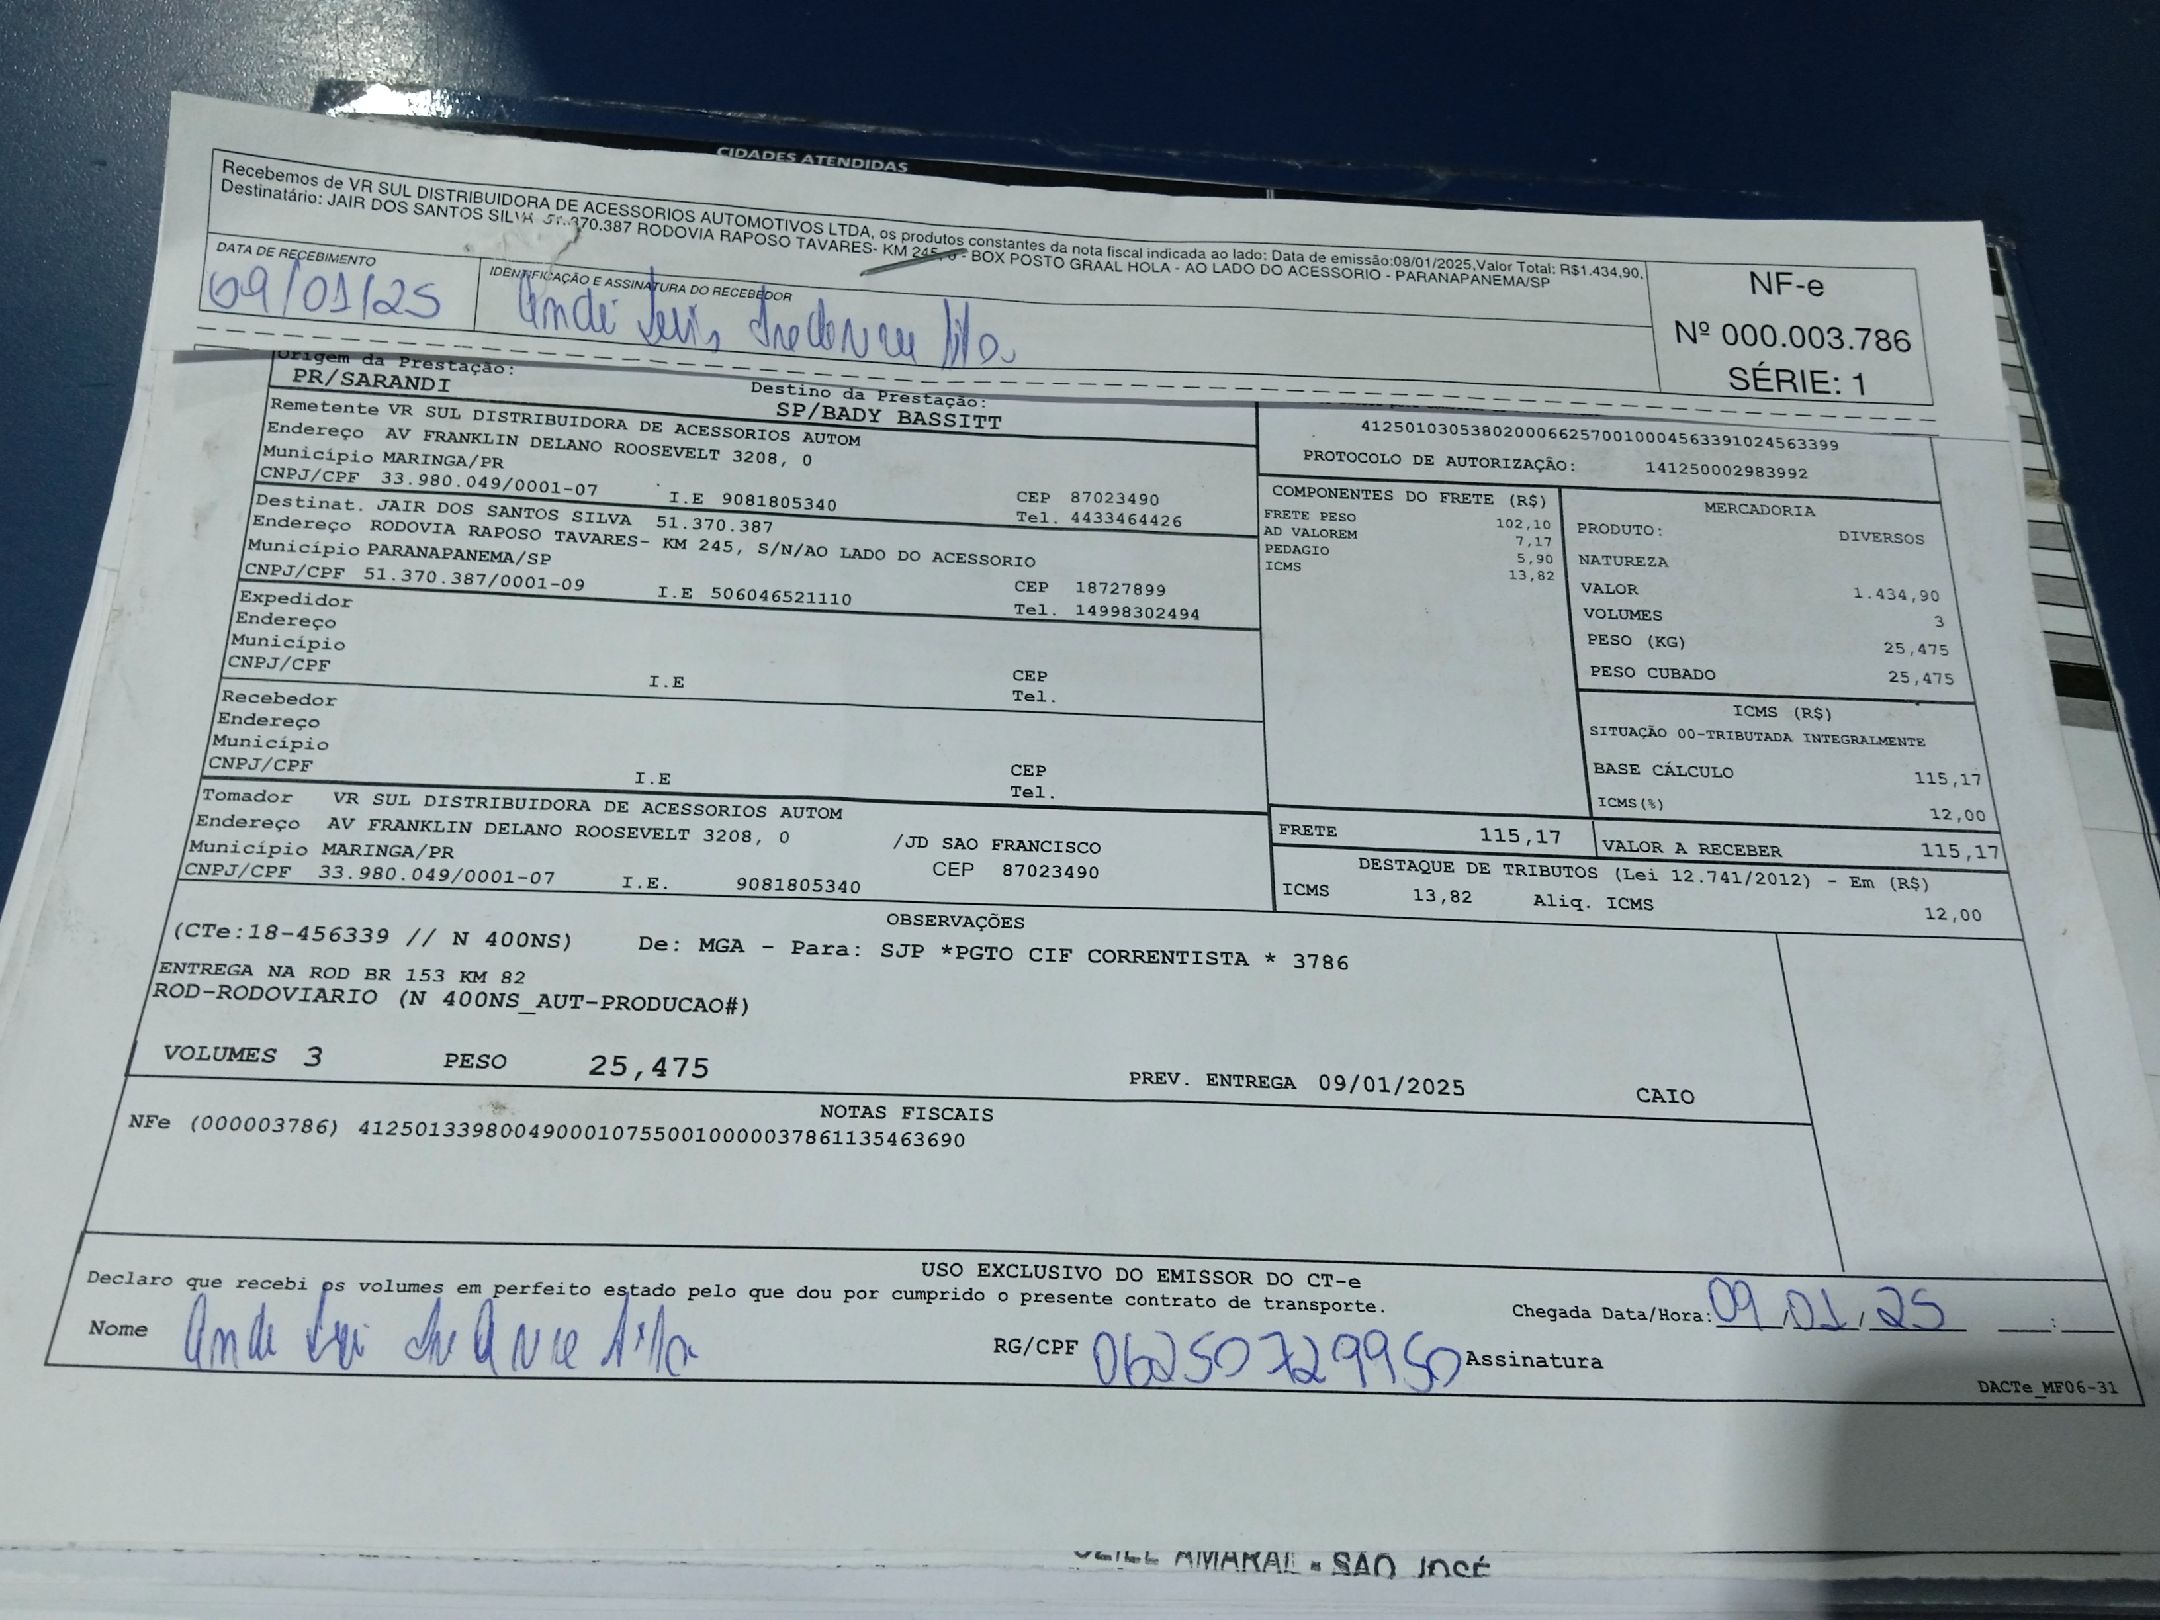 CIDADES ATENDIDAS
Recebemos de VR SUL DISTRIBUIDORA DE ACESSORIOS AUTOMOTIVOS LTDA, os produtos constantes da nota fiscal indicada ao lado: Data de emissão:08/01/2025,Valor Total: R$1.434,90.
Destinatário: JAIR DOS SANTOS SILVA 51.370.387 RODOVIA RAPOSO TAVARES- KM 245 - BOX POSTO GRAAL HOLA - AO LADO DO ACESSORIO - PARANAPANEMA/SP
DATA DE RECEBIMENTO
09/01/25
IDENTIFICAÇÃO E ASSINATURA DO RECEBEDOR
NF-e
Nº 000.003.786
SÉRIE: 1
Origem da Prestação:
PR/SARANDI
Destino da Prestação:
SP/BADY BASSITT
Remetente VR SUL DISTRIBUIDORA DE ACESSORIOS AUTOM
Endereço AV FRANKLIN DELANO ROOSEVELT 3208, 0
Município MARINGA/PR
CEP 87023490
CNPJ/CPF 33.980.049/0001-07 I.E 9081805340 Tel. 4433464426
Destinat. JAIR DOS SANTOS SILVA 51.370.387
Endereço RODOVIA RAPOSO TAVARES- KM 245, S/N/AO LADO DO ACESSORIO
Município PARANAPANEMA/SP CEP 18727899
CNPJ/CPF 51.370.387/0001-09 I.E 506046521110 Tel. 14998302494
Expedidor
Endereço
Município CEP
CNPJ/CPF I.E Tel.
Recebedor
Endereço
Município CEP
CNPJ/CPF I.E Tel.
Tomador VR SUL DISTRIBUIDORA DE ACESSORIOS AUTOM
Endereço AV FRANKLIN DELANO ROOSEVELT 3208, 0 /JD SAO FRANCISCO
Município MARINGA/PR CEP 87023490
CNPJ/CPF 33.980.049/0001-07 I.E. 9081805340
41250103053802000662570010004563391024563399
PROTOCOLO DE AUTORIZAÇÃO: 141250002983992
COMPONENTES DO FRETE (R$)
FRETE PESO 102,10
AD VALOREM 7,17
PEDAGIO 5,90
ICMS 13,82
MERCADORIA
PRODUTO: DIVERSOS
NATUREZA
VALOR 1.434,90
VOLUMES 3
PESO (KG) 25,475
PESO CUBADO 25,475
ICMS (R$)
SITUAÇÃO 00-TRIBUTADA INTEGRALMENTE
BASE CÁLCULO 115,17
ICMS(%) 12,00
FRETE 115,17
VALOR A RECEBER 115,17
DESTAQUE DE TRIBUTOS (Lei 12.741/2012) - Em (R$)
ICMS 13,82 Aliq. ICMS 12,00
OBSERVAÇÕES
(CTe:18-456339 // N 400NS) De: MGA - Para: SJP *PGTO CIF CORRENTISTA * 3786
ENTREGA NA ROD BR 153 KM 82
ROD-RODOVIARIO (N 400NS_AUT-PRODUCAO#)
VOLUMES 3 PESO 25,475 PREV. ENTREGA 09/01/2025 CAIO
NOTAS FISCAIS
NFe (000003786) 41250133980049000107550010000037861135463690
USO EXCLUSIVO DO EMISSOR DO CT-e
Declaro que recebi os volumes em perfeito estado pelo que dou por cumprido o presente contrato de transporte.
Chegada Data/Hora: 09/01/25
Nome
RG/CPF 06250729950 Assinatura
DACTe_MF06-31
AMARAL - SAO JOSÉ